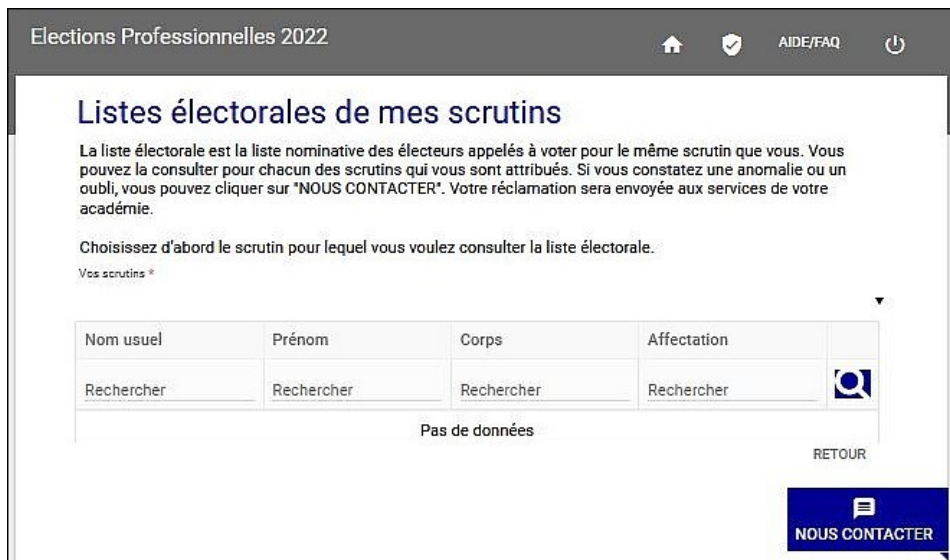 Elections Professionnelles 2022
AIDE/FAQ
Listes électorales de mes scrutins
La liste électorale est la liste nominative des électeurs appelés à voter pour le même scrutin que vous. Vous
pouvez la consulter pour chacun des scrutins qui vous sont attribués. Si vous constatez une anomalie ou un
oubli, vous pouvez cliquer sur "NOUS CONTACTER". Votre réclamation sera envoyée aux services de votre
académie.
Choisissez d'abord le scrutin pour lequel vous voulez consulter la liste électorale.
Vos scrutins *
Nom usuel Prénom Corps Affectation
Rechercher Rechercher Rechercher Rechercher
Pas de données
RETOUR
NOUS CONTACTER